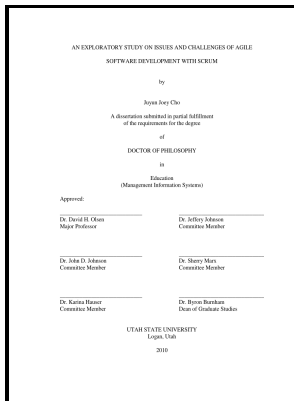 AN EXPLORATORY STUDY ON ISSUES AND CHALLENGES OF AGILE
SOFTWARE DEVELOPMENT WITH SCRUM
by
Juyun Joey Cho
A dissertation submitted in partial fulfillment
of the requirements for the degree
of
DOCTOR OF PHILOSOPHY
in
Education
(Management Information Systems)
Approved:
Dr. David H. Olsen Dr. Jeffery Johnson
Major Professor Committee Member
Dr. John D. Johnson Dr. Sherry Marx
Committee Member Committee Member
Dr. Karina Hauser Dr. Byron Burnham
Committee Member Dean of Graduate Studies
UTAH STATE UNIVERSITY
Logan, Utah
2010